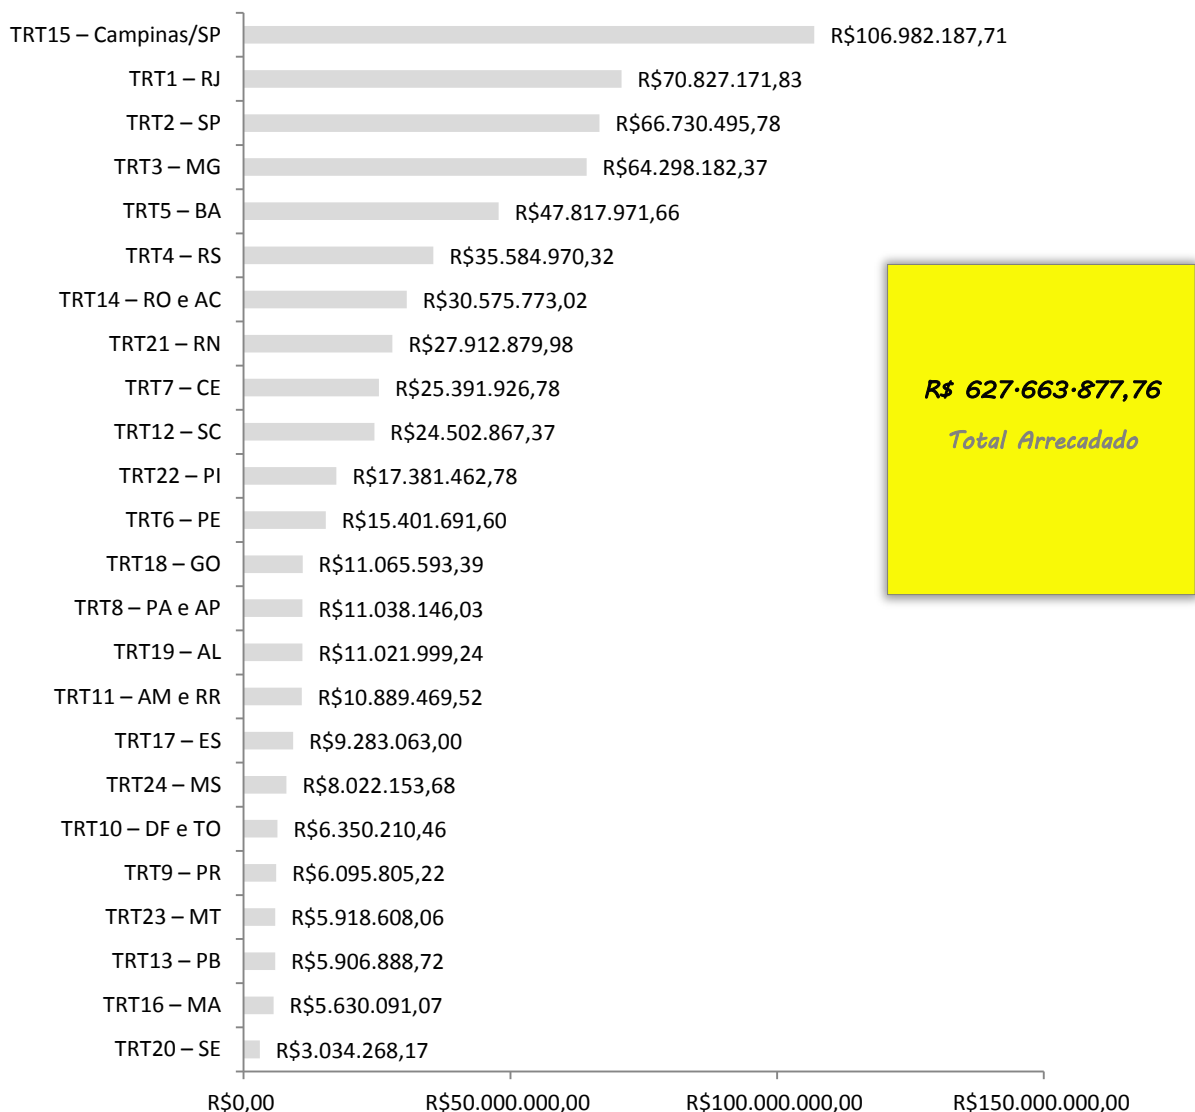 TRT15 – Campinas/SP R$106.982.187,71
TRT1 – RJ R$70.827.171,83
TRT2 – SP R$66.730.495,78
TRT3 – MG R$64.298.182,37
TRT5 – BA R$47.817.971,66
TRT4 – RS R$35.584.970,32
TRT14 – RO e AC R$30.575.773,02
TRT21 – RN R$27.912.879,98
TRT7 – CE R$25.391.926,78
TRT12 – SC R$24.502.867,37
TRT22 – PI R$17.381.462,78
TRT6 – PE R$15.401.691,60
TRT18 – GO R$11.065.593,39
TRT8 – PA e AP R$11.038.146,03
TRT19 – AL R$11.021.999,24
TRT11 – AM e RR R$10.889.469,52
TRT17 – ES R$9.283.063,00
TRT24 – MS R$8.022.153,68
TRT10 – DF e TO R$6.350.210,46
TRT9 – PR R$6.095.805,22
TRT23 – MT R$5.918.608,06
TRT13 – PB R$5.906.888,72
TRT16 – MA R$5.630.091,07
TRT20 – SE R$3.034.268,17
R$0,00 R$50.000.000,00 R$100.000.000,00 R$150.000.000,00
R$ 627.663.877,76
Total Arrecadado